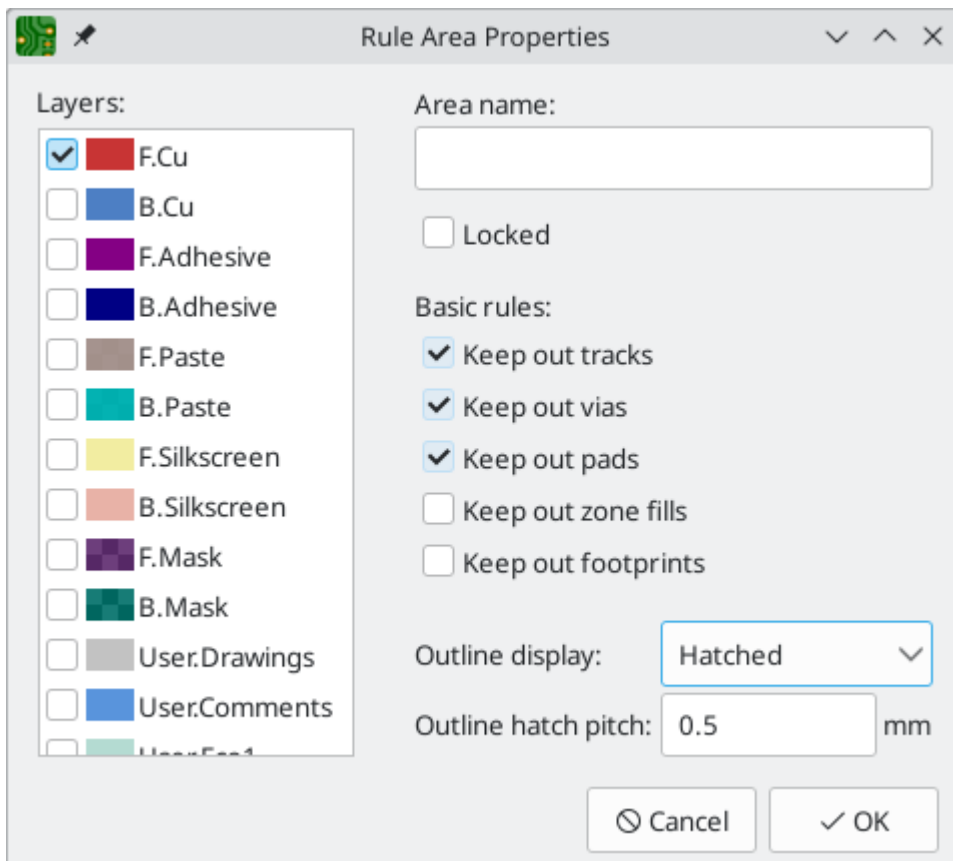 Rule Area Properties
Layers:
F.Cu
B.Cu
F.Adhesive
B.Adhesive
F.Paste
B.Paste
F.Silkscreen
B.Silkscreen
F.Mask
B.Mask
User.Drawings
User.Comments
User.Eco1
Area name:
Locked
Basic rules:
Keep out tracks
Keep out vias
Keep out pads
Keep out zone fills
Keep out footprints
Outline display: Hatched
Outline hatch pitch: 0.5 mm
Cancel OK